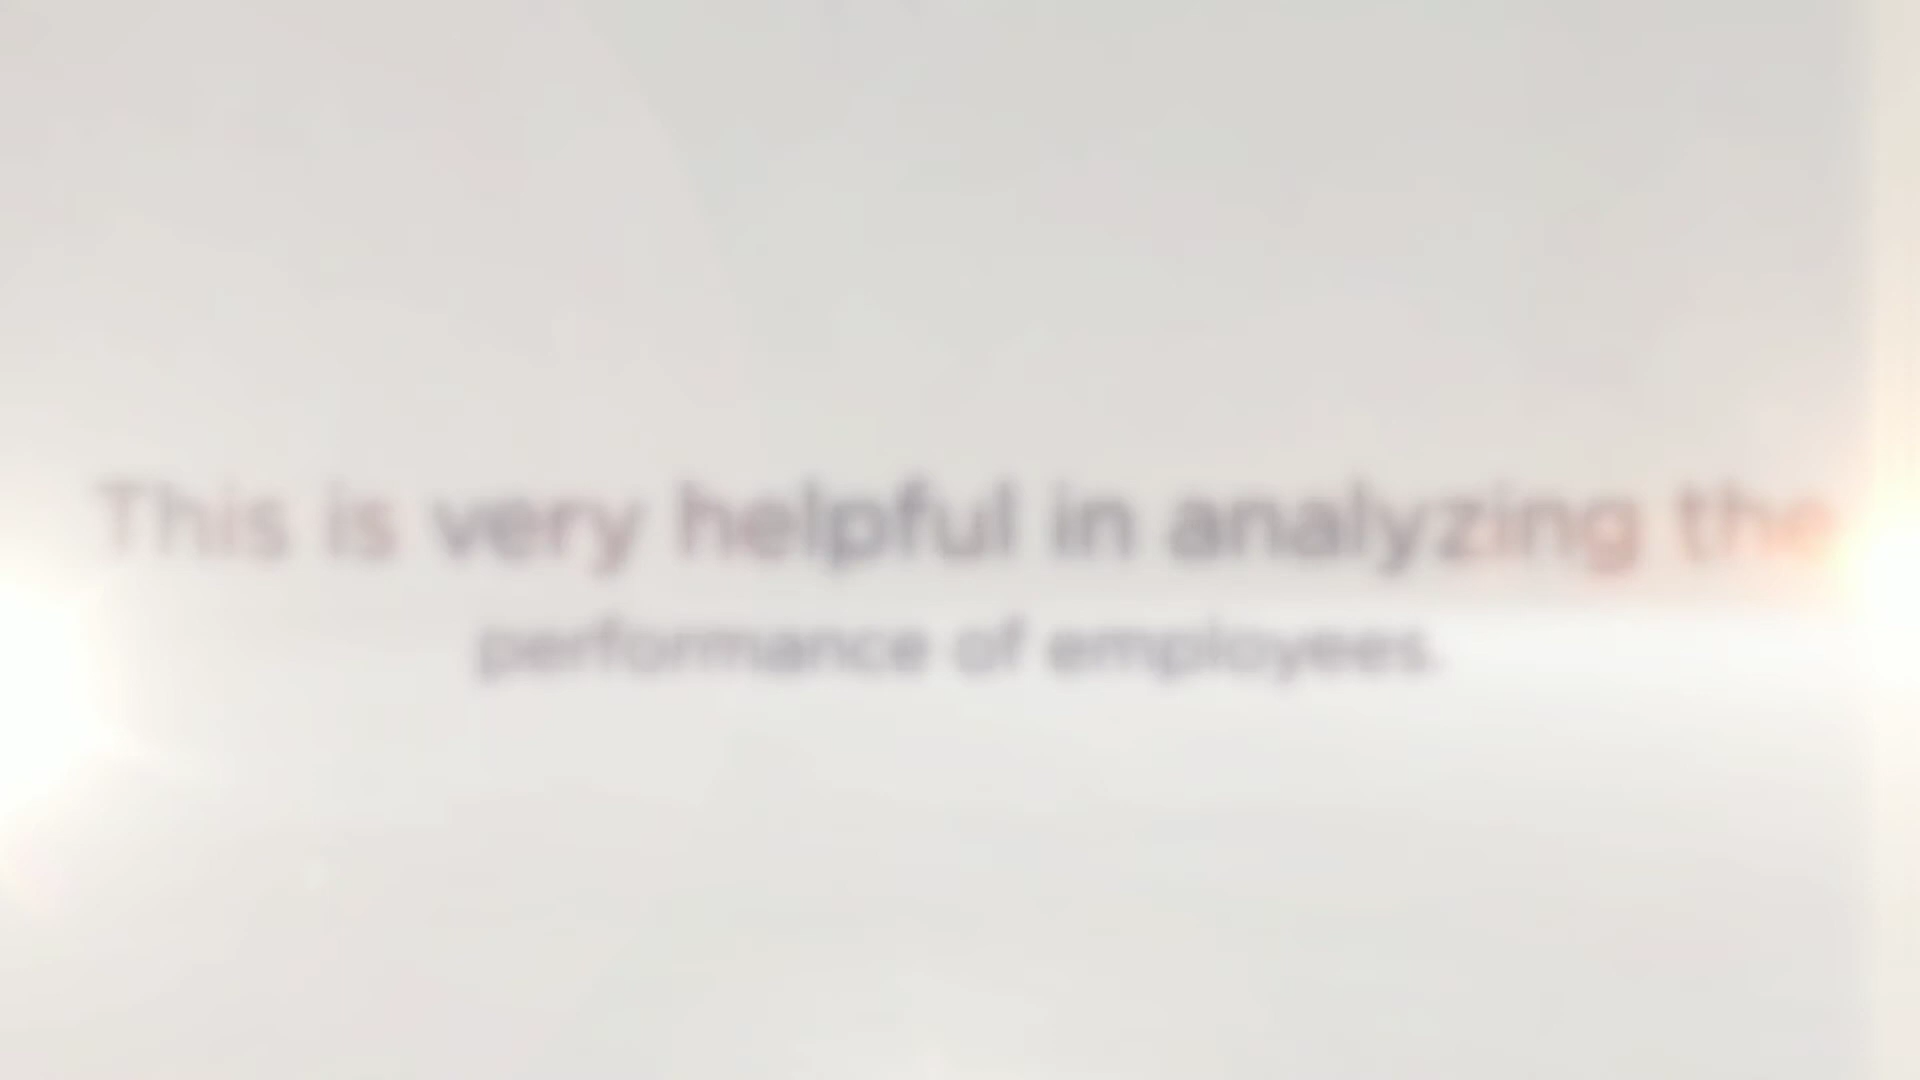 This is very helpful in analyzing the
performance of employees.